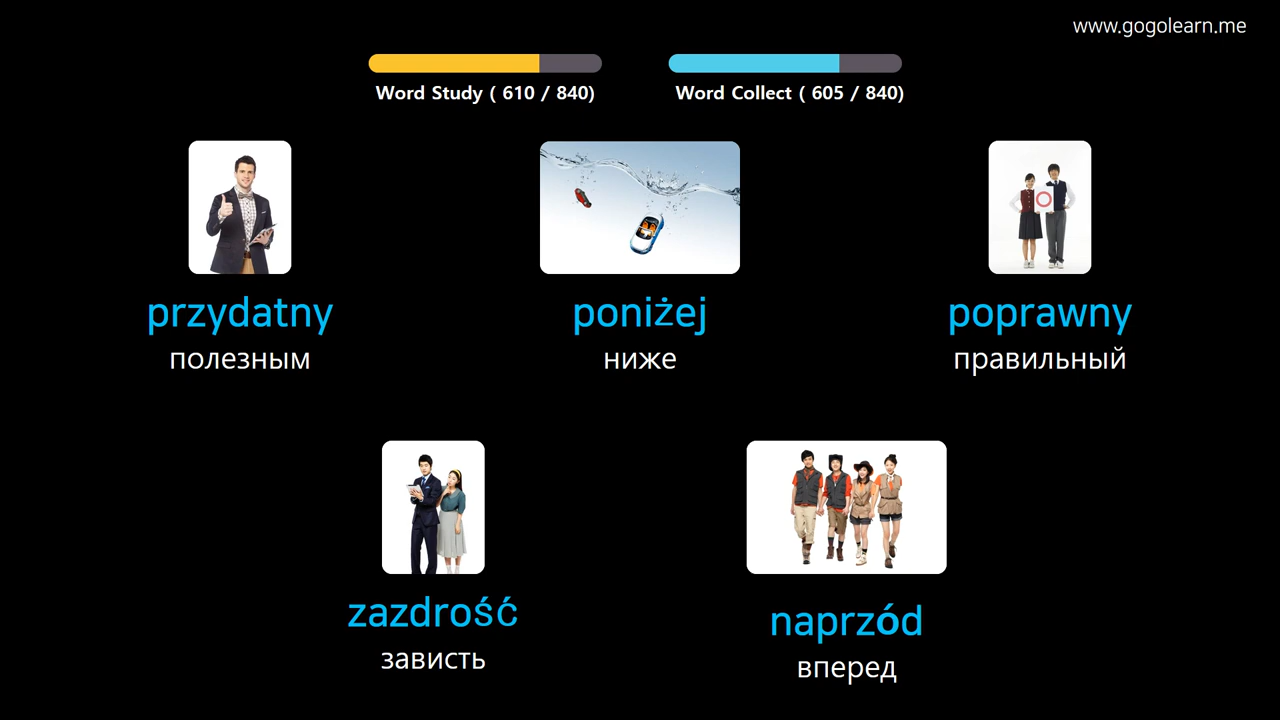 www.gogolearn.me
Word Study ( 610 / 840)
Word Collect ( 605 / 840)
przydatny
полезным
poniżej
ниже
poprawny
правильный
zazdrość
зависть
naprzód
вперед